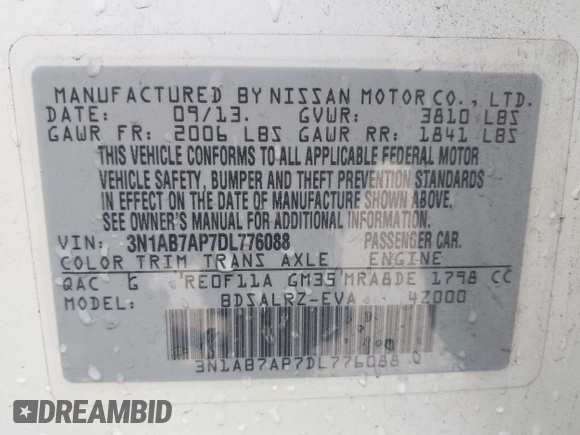 MANUFACTURED BY NISSAN MOTOR CO., LTD.
DATE: 09/13. GVWR: 3810 LBS
GAWR FR: 2006 LBS GAWR RR: 1841 LBS
THIS VEHICLE CONFORMS TO ALL APPLICABLE FEDERAL MOTOR
VEHICLE SAFETY, BUMPER AND THEFT PREVENTION STANDARDS
IN EFFECT ON THE DATE OF MANUFACTURE SHOWN ABOVE.
SEE OWNER'S MANUAL FOR ADDITIONAL INFORMATION.
VIN: 3N1AB7AP7DL776088 PASSENGER CAR.
COLOR TRIM TRANS AXLE ENGINE
QAC G RE0F11A GM35 MRA8DE 1798 CC
MODEL: BDSALRZ-EVA 4Z000
3N1AB7AP7DL776088
DREAMBID